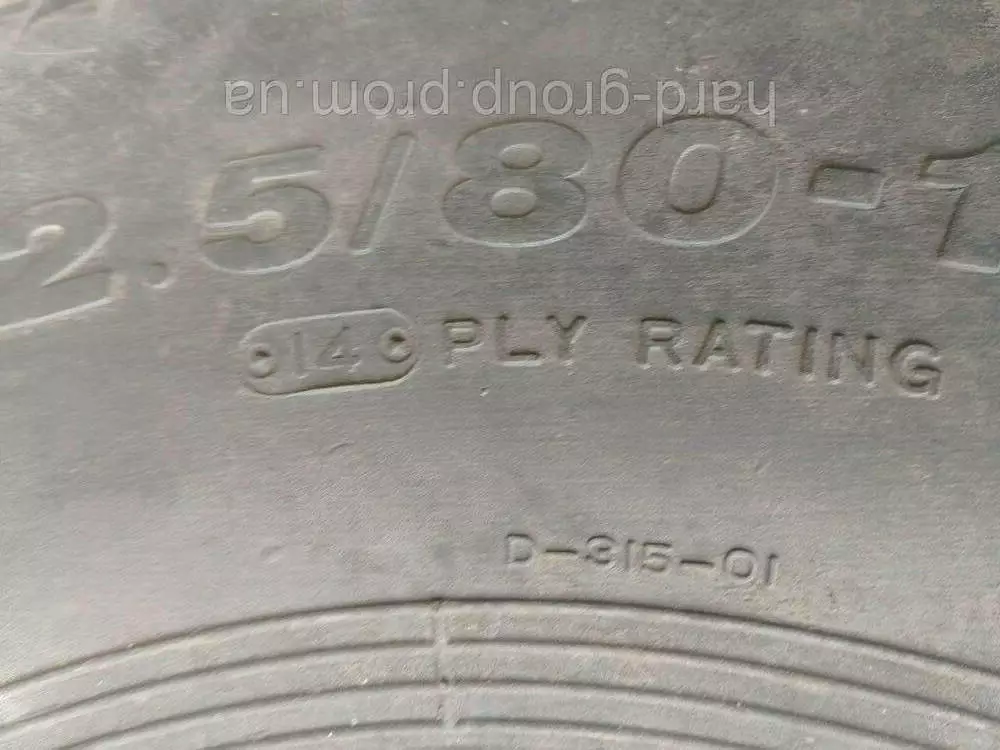 hard-group.prom.ua
2.5/80-1
14 PLY RATING
D-315-01